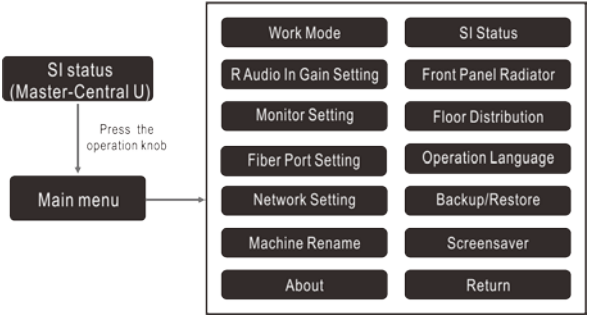 SI status
(Master-Central U)
Press the
operation knob
Main menu
Work Mode
SI Status
R Audio In Gain Setting
Front Panel Radiator
Monitor Setting
Floor Distribution
Fiber Port Setting
Operation Language
Network Setting
Backup/Restore
Machine Rename
Screensaver
About
Return